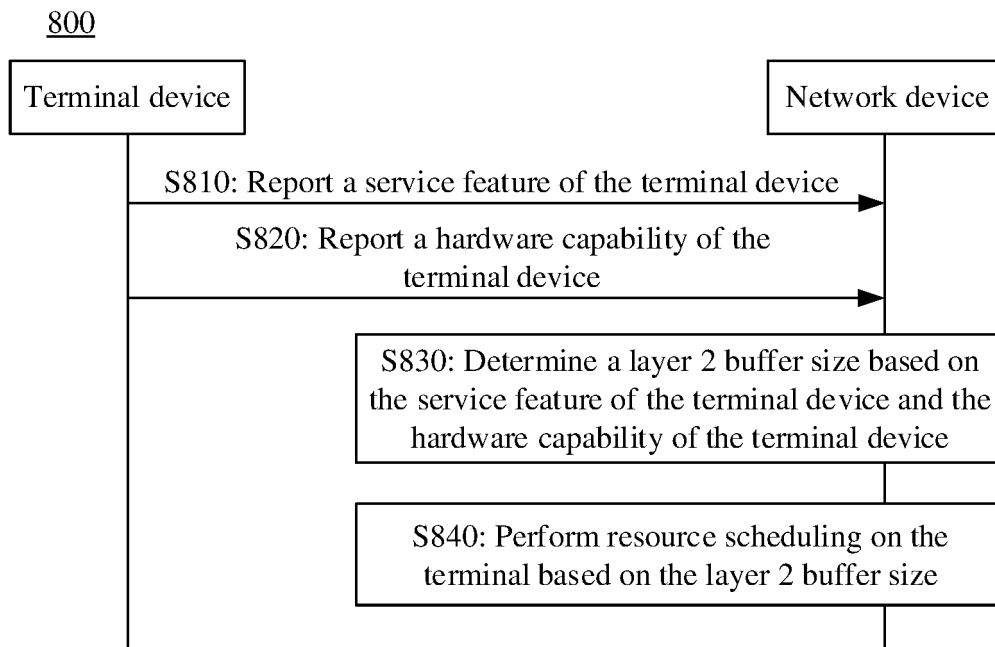 800
Terminal device
Network device
S810: Report a service feature of the terminal device
S820: Report a hardware capability of the
terminal device
S830: Determine a layer 2 buffer size based on
the service feature of the terminal device and the
hardware capability of the terminal device
S840: Perform resource scheduling on the
terminal based on the layer 2 buffer size